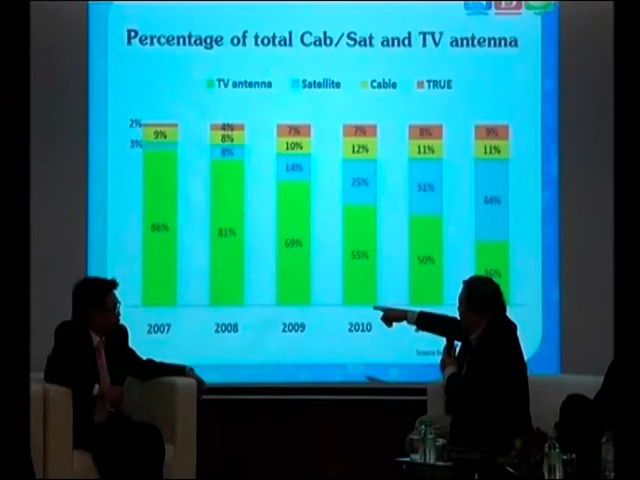 Percentage of total Cab/Sat and TV antenna
TV antenna Satellite Cable TRUE
2% 4% 7% 7% 8% 9%
9% 8% 10% 12% 11% 11%
3% 8% 14% 25% 31% 44%
86% 81% 69% 55% 50% 36%
2007 2008 2009 2010
Source